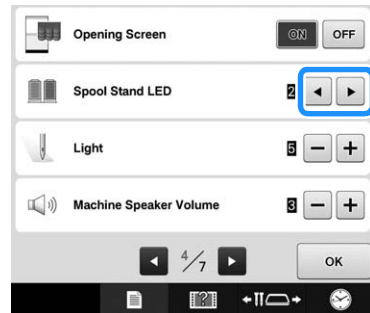 Opening Screen ON OFF
Spool Stand LED 2
Light 5 − +
Machine Speaker Volume 3 − +
4/7 OK
[?]